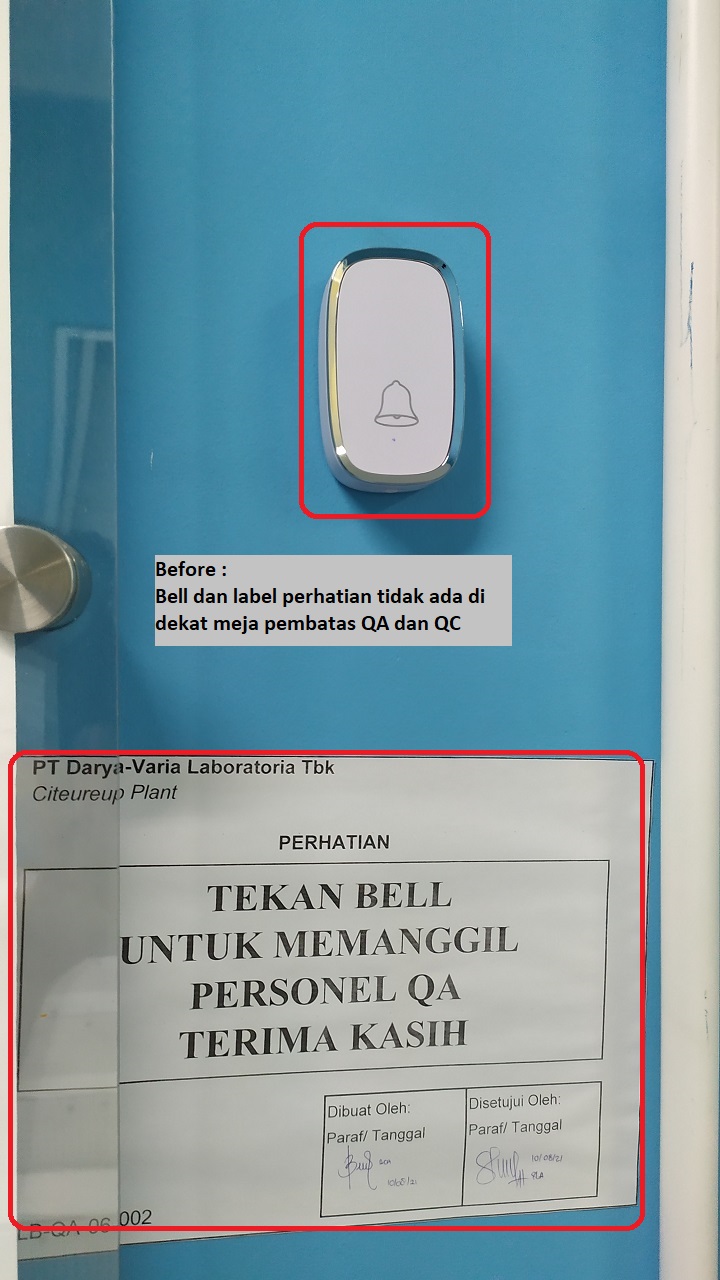 Before :
Bell dan label perhatian tidak ada di
dekat meja pembatas QA dan QC
PT Darya-Varia Laboratoria Tbk
Citeureup Plant
PERHATIAN
TEKAN BELL
UNTUK MEMANGGIL
PERSONEL QA
TERIMA KASIH
Dibuat Oleh:
Paraf/ Tanggal
10/08/21
Disetujui Oleh:
Paraf/ Tanggal
10/08/21
LB-QA-06-002